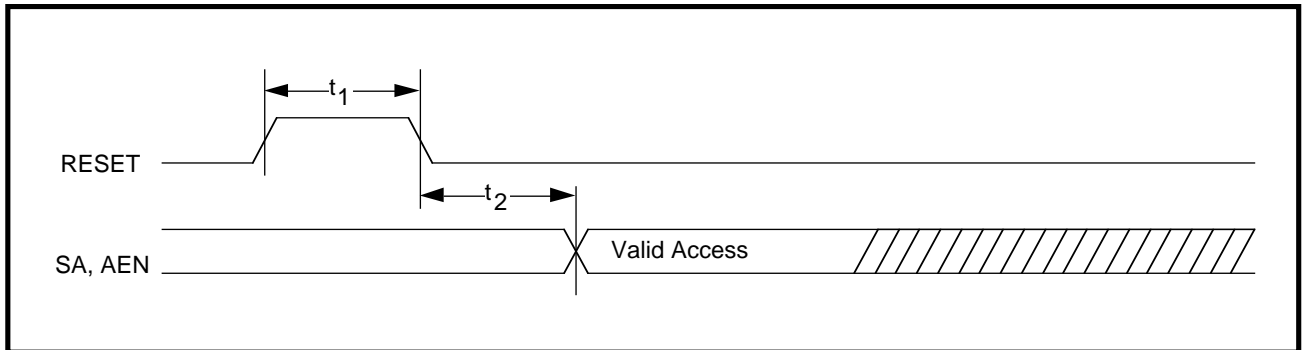 t1
RESET
t2
SA, AEN
Valid Access